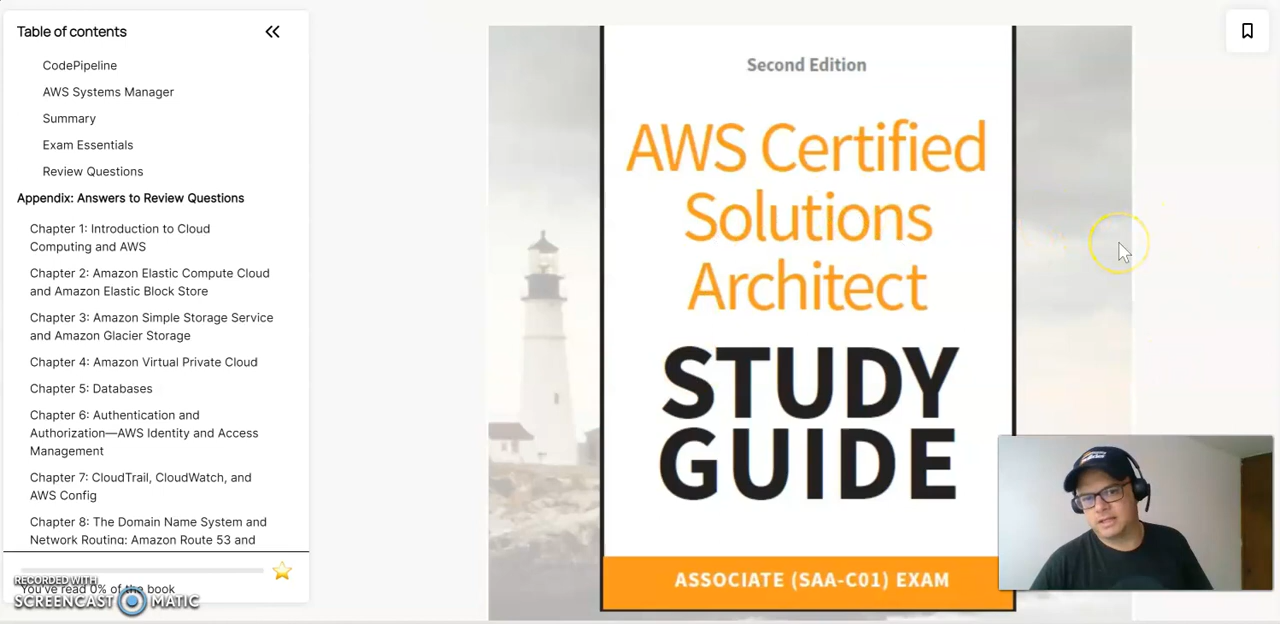 Table of contents
CodePipeline
AWS Systems Manager
Summary
Exam Essentials
Review Questions
Appendix: Answers to Review Questions
Chapter 1: Introduction to Cloud
Computing and AWS
Chapter 2: Amazon Elastic Compute Cloud
and Amazon Elastic Block Store
Chapter 3: Amazon Simple Storage Service
and Amazon Glacier Storage
Chapter 4: Amazon Virtual Private Cloud
Chapter 5: Databases
Chapter 6: Authentication and
Authorization—AWS Identity and Access
Management
Chapter 7: CloudTrail, CloudWatch, and
AWS Config
Chapter 8: The Domain Name System and
Network Routing: Amazon Route 53 and
You've read 0% of the book
RECORDED WITH
SCREENCAST MATIC
Second Edition
AWS Certified
Solutions
Architect
STUDY
GUIDE
ASSOCIATE (SAA-C01) EXAM